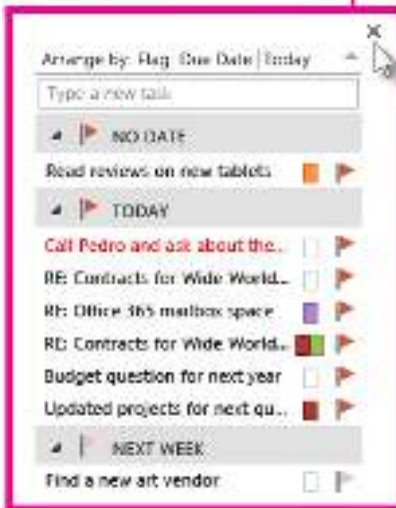 Arrange by: Flag: Due Date Today
Type a new task
NO DATE
Read reviews on new tablets
TODAY
Call Pedro and ask about the...
RE: Contracts for Wide World...
RE: Office 365 mailbox space
RE: Contracts for Wide World...
Budget question for next year
Updated projects for next qu...
NEXT WEEK
Find a new art vendor